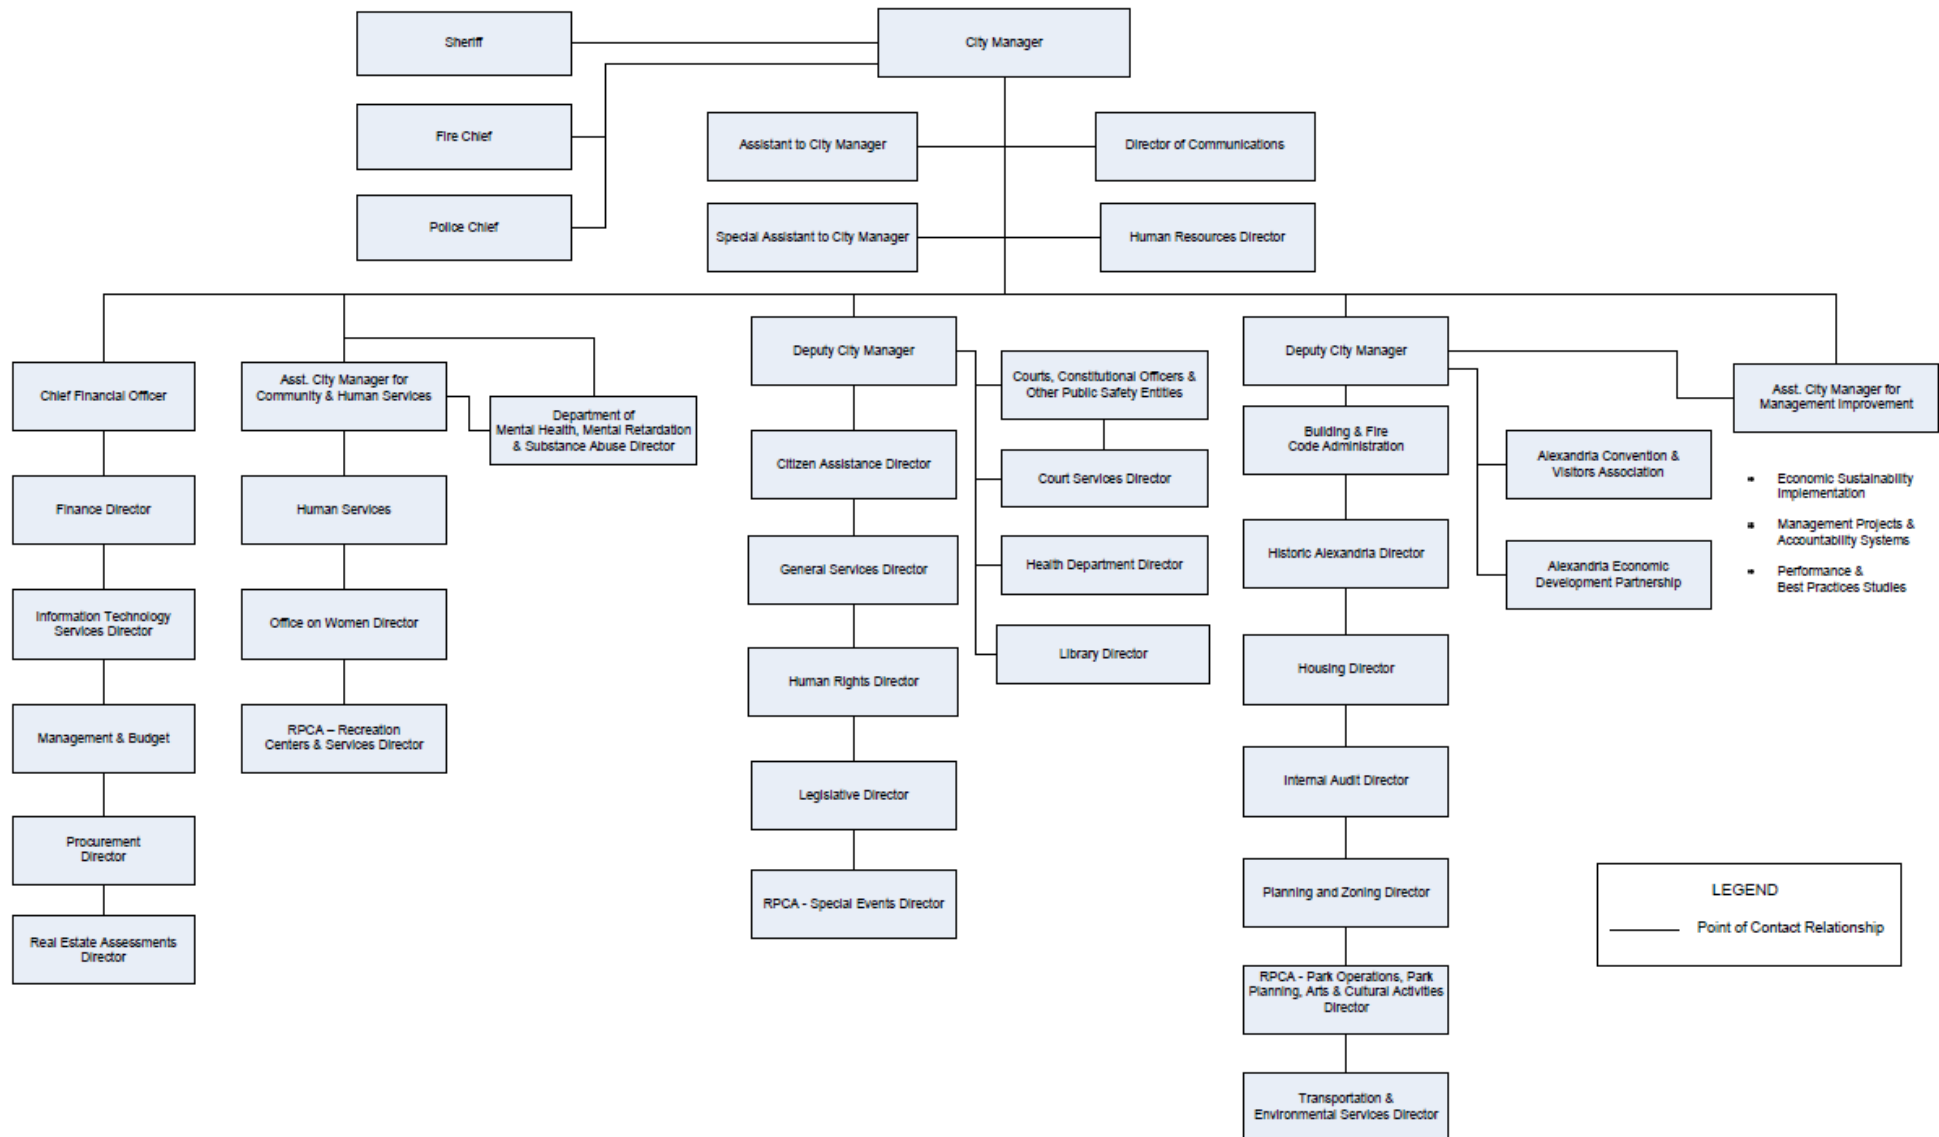 Sheriff
City Manager
Fire Chief
Assistant to City Manager
Director of Communications
Police Chief
Special Assistant to City Manager
Human Resources Director
Chief Financial Officer
Finance Director
Information Technology
Services Director
Management & Budget
Procurement
Director
Real Estate Assessments
Director
Asst. City Manager for
Community & Human Services
Department of
Mental Health, Mental Retardation
& Substance Abuse Director
Human Services
Office on Women Director
RPCA – Recreation
Centers & Services Director
Deputy City Manager
Citizen Assistance Director
General Services Director
Human Rights Director
Legislative Director
RPCA - Special Events Director
Courts, Constitutional Officers &
Other Public Safety Entities
Court Services Director
Health Department Director
Library Director
Deputy City Manager
Building & Fire
Code Administration
Historic Alexandria Director
Housing Director
Internal Audit Director
Planning and Zoning Director
RPCA - Park Operations, Park
Planning, Arts & Cultural Activities
Director
Transportation &
Environmental Services Director
Alexandria Convention &
Visitors Association
Alexandria Economic
Development Partnership
Asst. City Manager for
Management Improvement
Economic Sustainability
Implementation
Management Projects &
Accountability Systems
Performance &
Best Practices Studies
LEGEND
Point of Contact Relationship